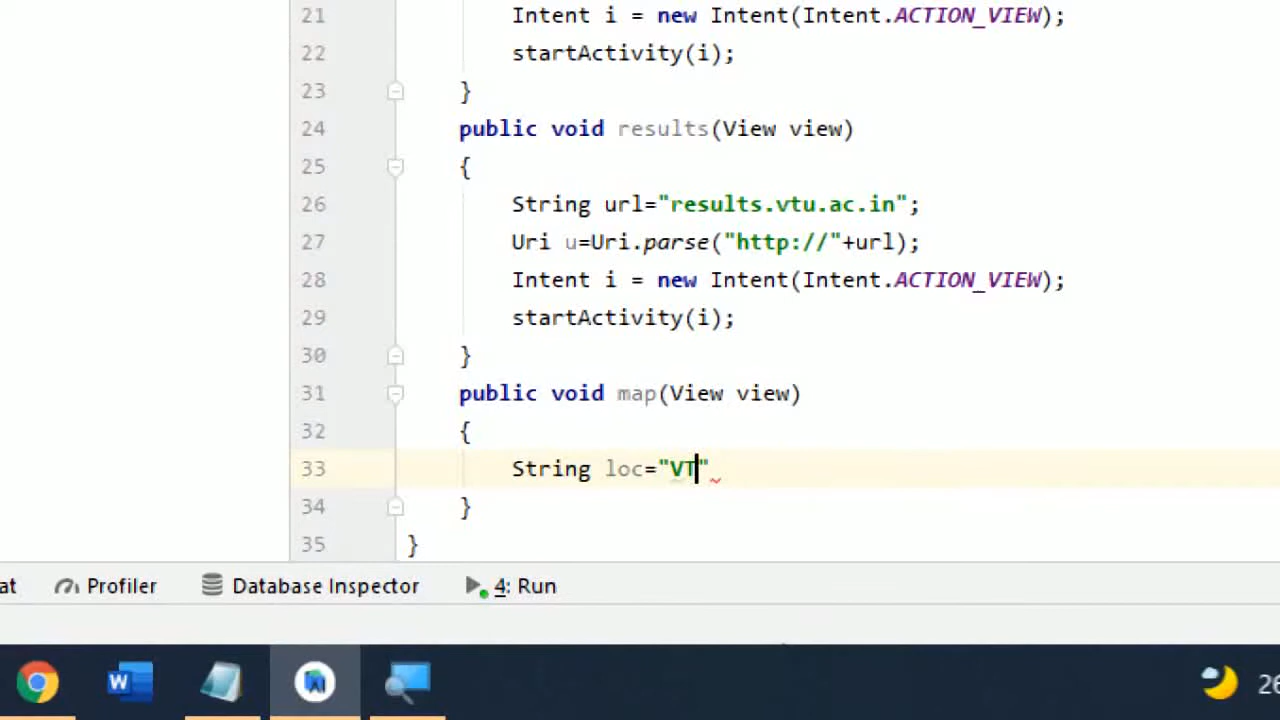 21 Intent i = new Intent(Intent.ACTION_VIEW);
22 startActivity(i);
23 }
24 public void results(View view)
25 {
26 String url="results.vtu.ac.in";
27 Uri u=Uri.parse("http://"+url);
28 Intent i = new Intent(Intent.ACTION_VIEW);
29 startActivity(i);
30 }
31 public void map(View view)
32 {
33 String loc="VT"
34 }
35 }
at Profiler Database Inspector 4: Run
W 26